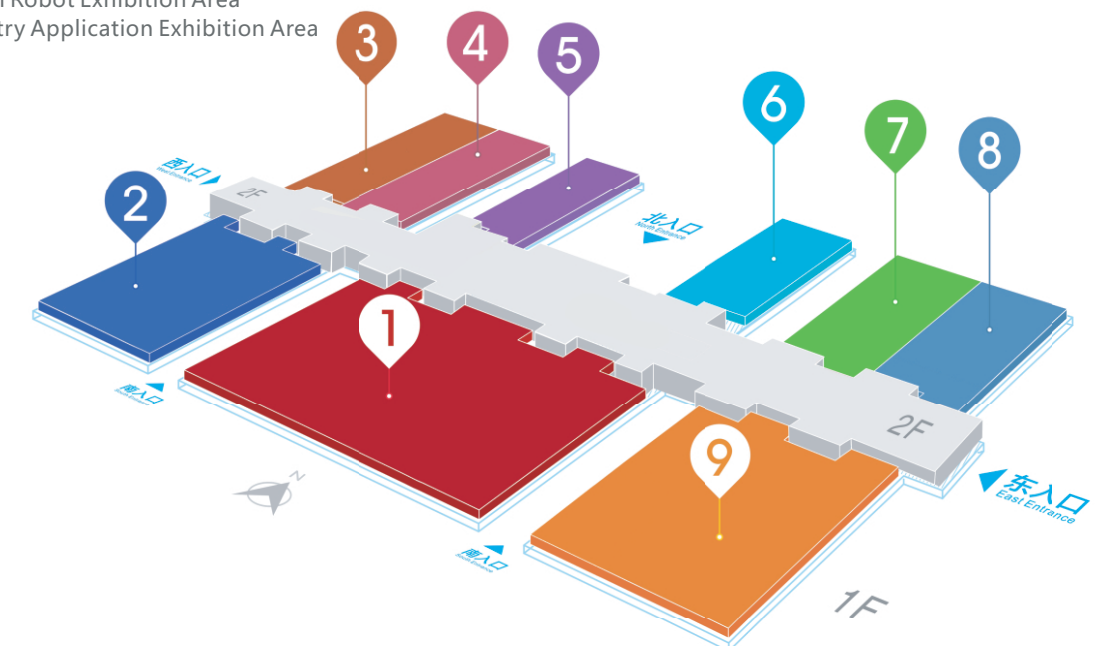 Robot Exhibition Area
try Application Exhibition Area
3
4
5
6
7
8
西入口
West Entrance
2F
2
北入口
North Entrance
1
南入口
2F
9
N
东入口
East Entrance
南入口
1F